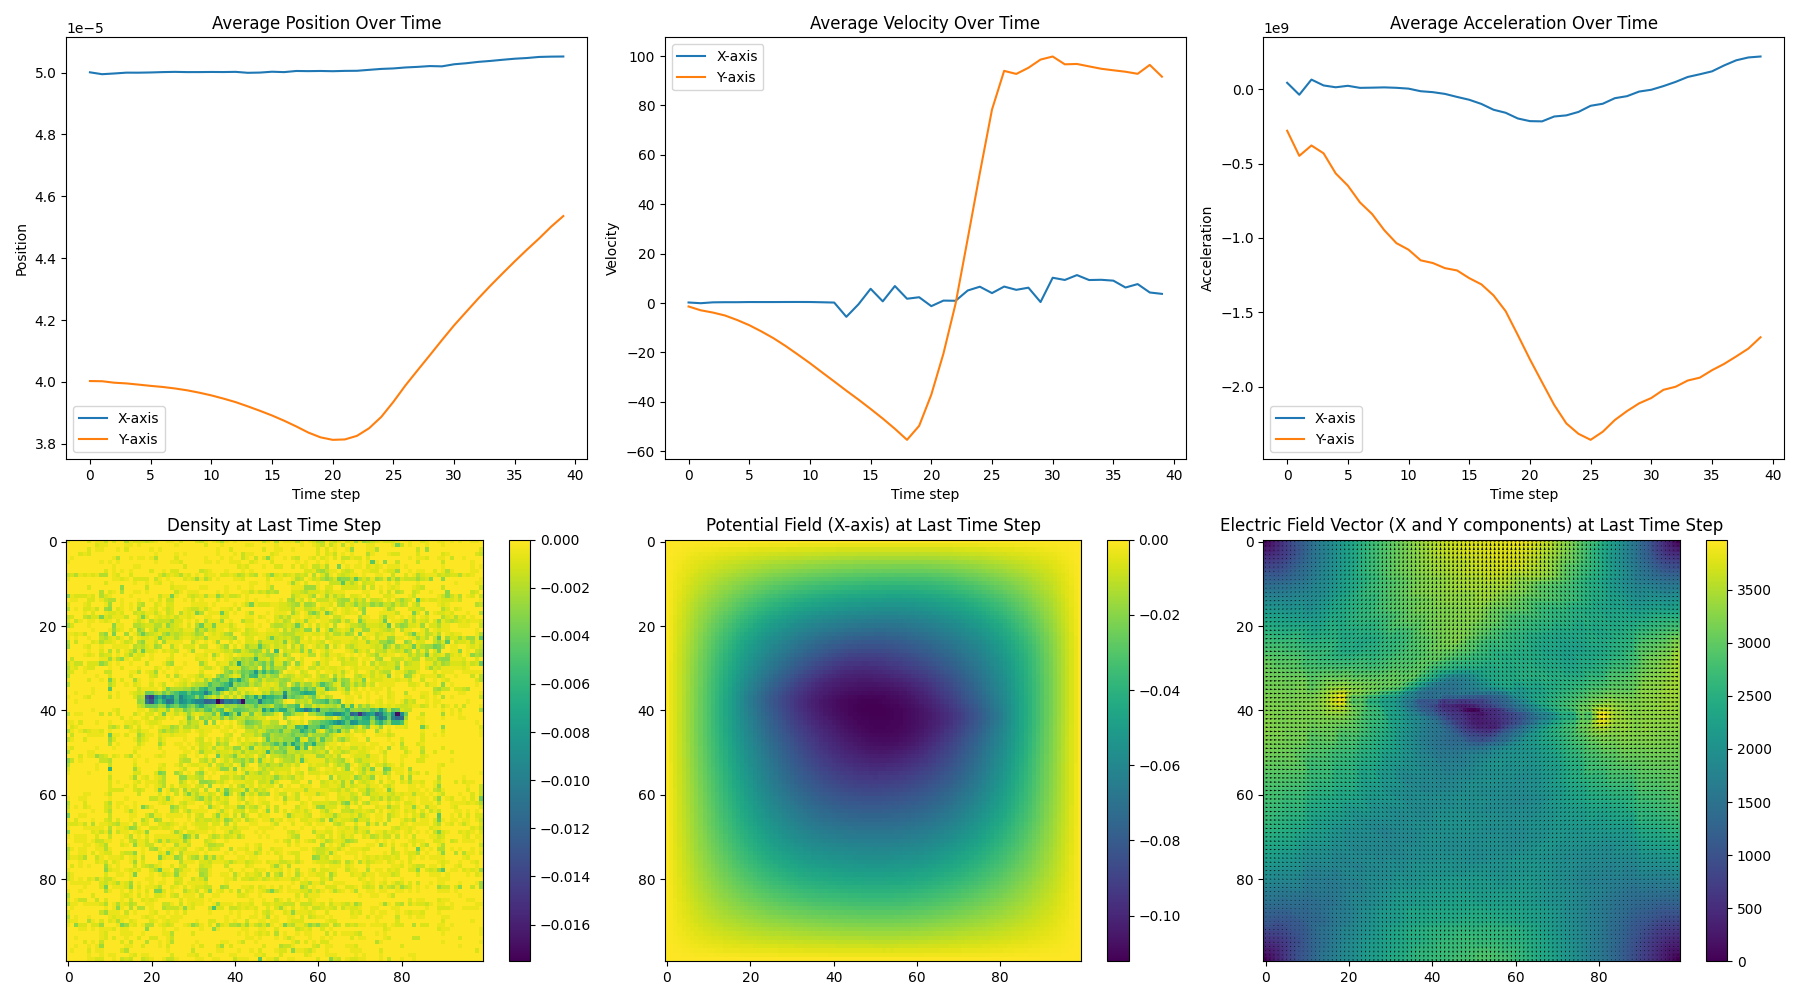 Average Position Over Time
1e−5
5.0
4.8
4.6
4.4
4.2
4.0
3.8
Position
X-axis
Y-axis
0 5 10 15 20 25 30 35 40
Time step
Average Velocity Over Time
100
80
60
40
20
0
−20
−40
−60
Velocity
X-axis
Y-axis
0 5 10 15 20 25 30 35 40
Time step
Average Acceleration Over Time
1e9
0.0
−0.5
−1.0
−1.5
−2.0
Acceleration
X-axis
Y-axis
0 5 10 15 20 25 30 35 40
Time step
Density at Last Time Step
0
20
40
60
80
0 20 40 60 80
0.000
−0.002
−0.004
−0.006
−0.008
−0.010
−0.012
−0.014
−0.016
Potential Field (X-axis) at Last Time Step
0
20
40
60
80
0 20 40 60 80
0.00
−0.02
−0.04
−0.06
−0.08
−0.10
Electric Field Vector (X and Y components) at Last Time Step
0
20
40
60
80
0 20 40 60 80
3500
3000
2500
2000
1500
1000
500
0